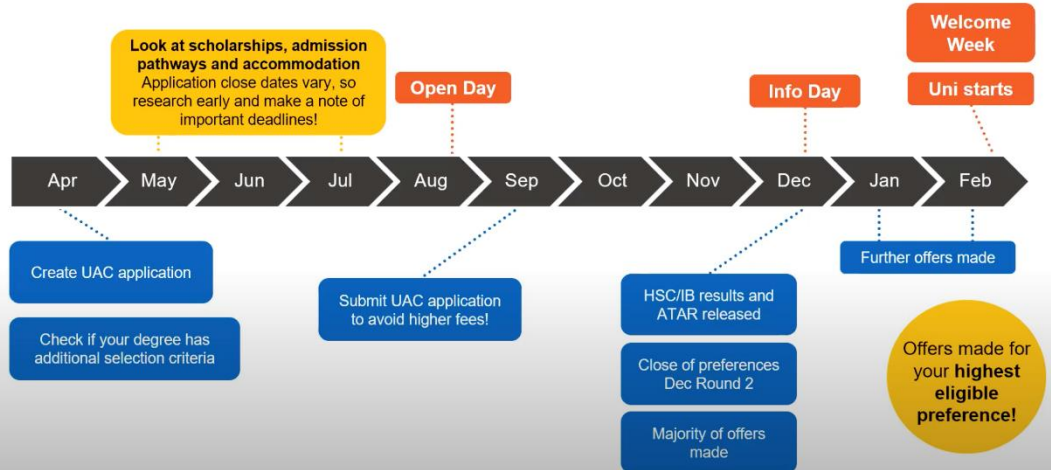 Look at scholarships, admission
pathways and accommodation
Application close dates vary, so
research early and make a note of
important deadlines!
Open Day
Info Day
Welcome
Week
Uni starts
Apr
May
Jun
Jul
Aug
Sep
Oct
Nov
Dec
Jan
Feb
Create UAC application
Check if your degree has
additional selection criteria
Submit UAC application
to avoid higher fees!
HSC/IB results and
ATAR released
Close of preferences
Dec Round 2
Majority of offers
made
Further offers made
Offers made for
your highest
eligible
preference!